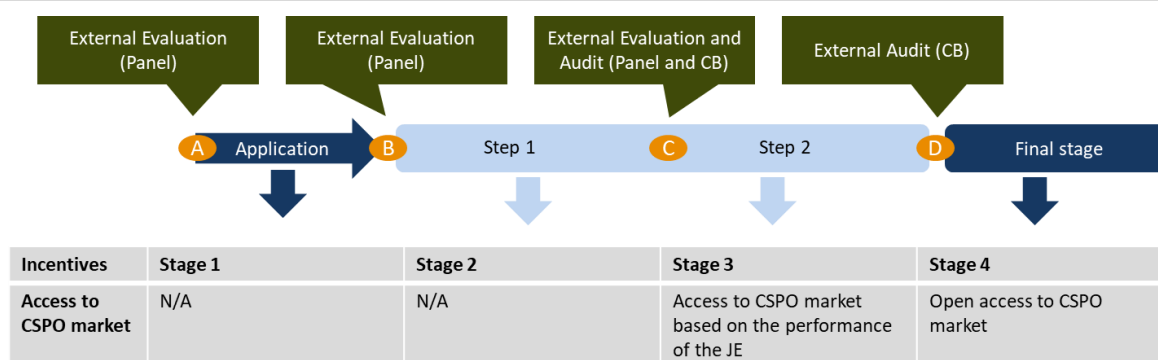 External Evaluation
(Panel)
External Evaluation
(Panel)
External Evaluation and
Audit (Panel and CB)
External Audit (CB)
A
Application
B
Step 1
C
Step 2
D
Final stage
Incentives
Stage 1
Stage 2
Stage 3
Stage 4
Access to
CSPO market
N/A
N/A
Access to CSPO market
based on the performance
of the JE
Open access to CSPO
market